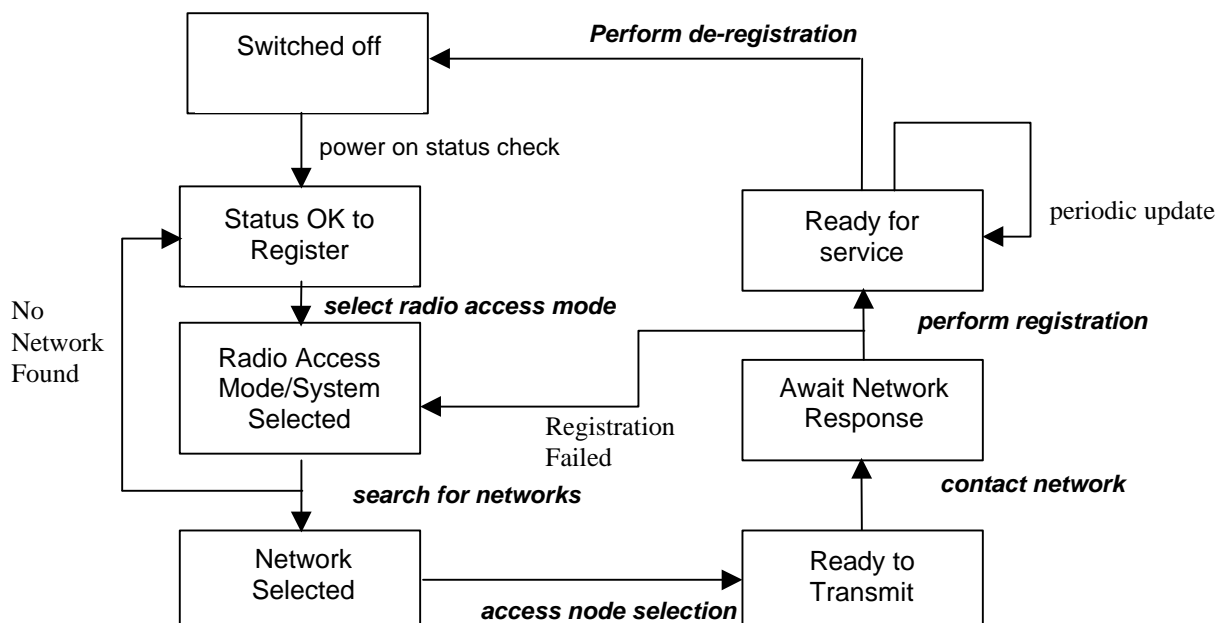 Switched off
Perform de-registration
power on status check
Status OK to
Register
Ready for
service
periodic update
No
Network
Found
select radio access mode
perform registration
Radio Access
Mode/System
Selected
Await Network
Response
Registration
Failed
search for networks
contact network
Network
Selected
access node selection
Ready to
Transmit